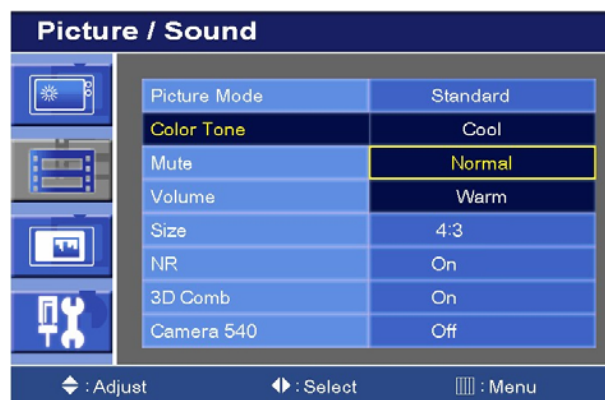 Picture / Sound
Picture Mode Standard
Color Tone Cool
Mute Normal
Volume Warm
Size 4:3
NR On
3D Comb On
Camera 540 Off
: Adjust : Select : Menu